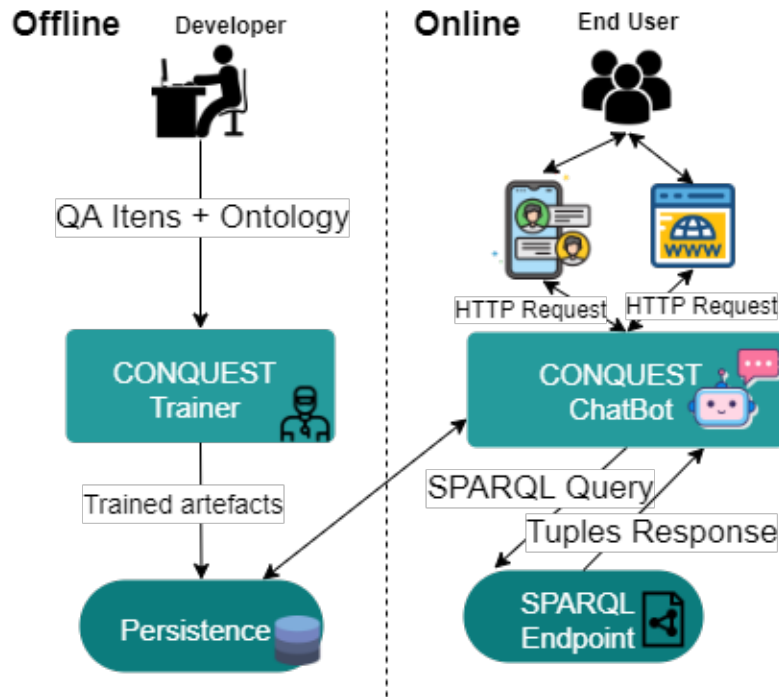 Offline
Developer
QA Itens + Ontology
CONQUEST
Trainer
Trained artefacts
Persistence
Online
End User
WWW
HTTP Request
HTTP Request
CONQUEST
ChatBot
SPARQL Query
Tuples Response
SPARQL
Endpoint